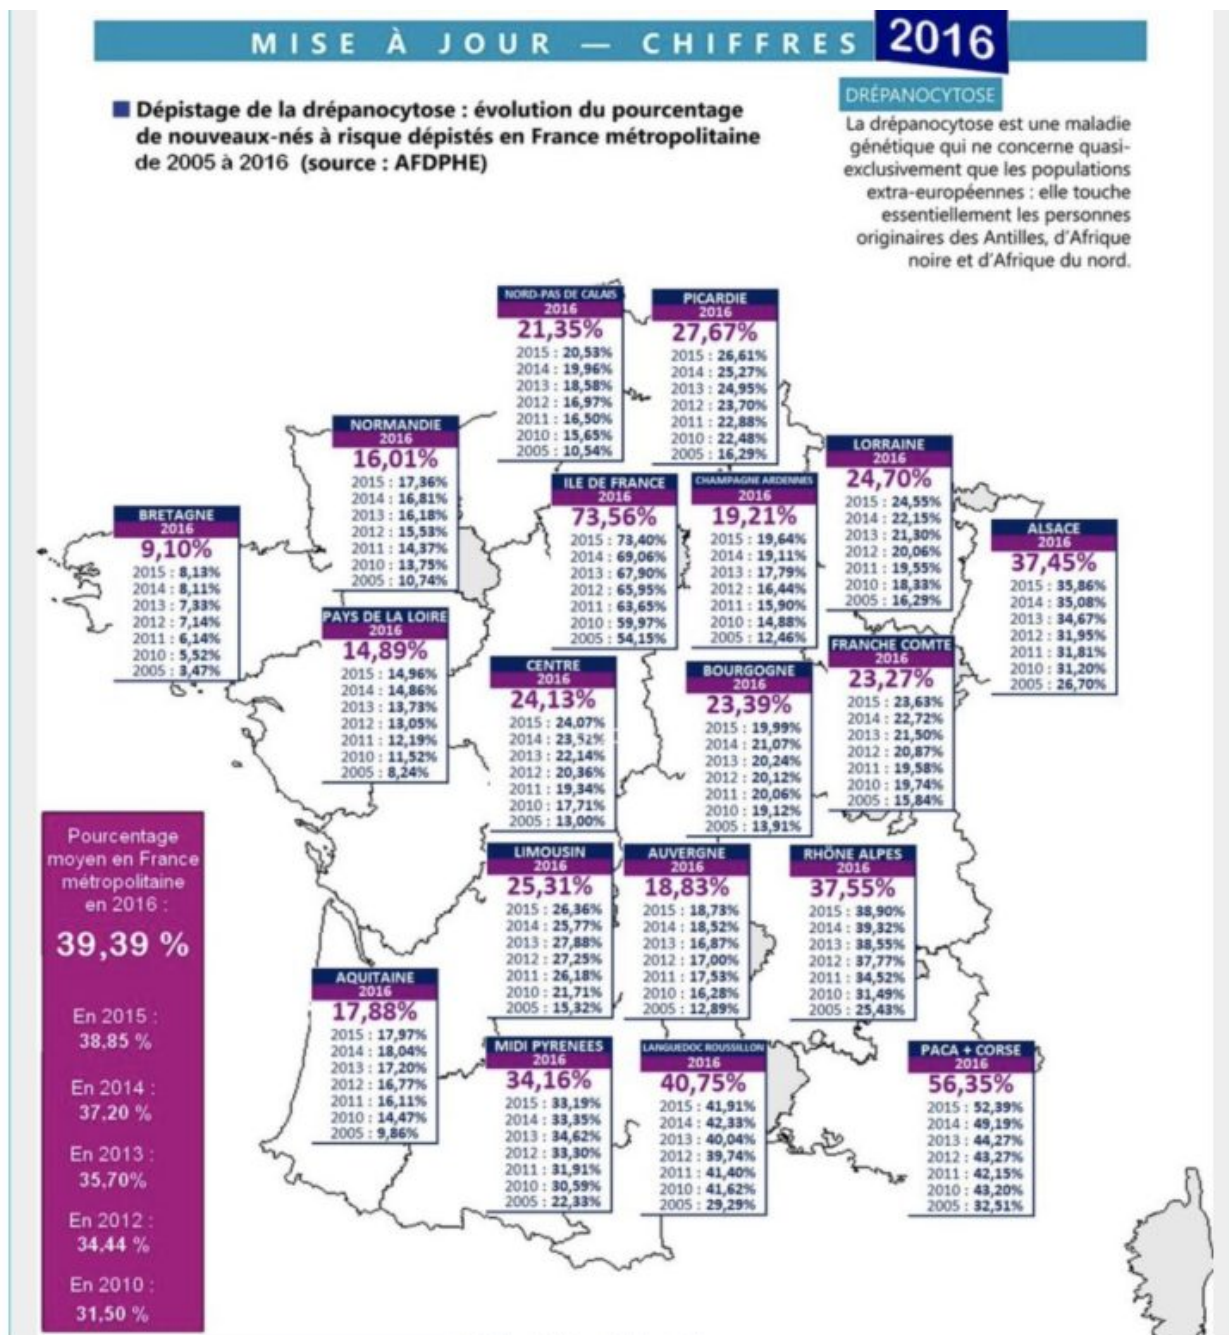 MISE À JOUR — CHIFFRES 2016
■ Dépistage de la drépanocytose : évolution du pourcentage
de nouveaux-nés à risque dépistés en France métropolitaine
de 2005 à 2016 (source : AFDPHE)
DRÉPANOCYTOSE
La drépanocytose est une maladie
génétique qui ne concerne quasi-
exclusivement que les populations
extra-européennes : elle touche
essentiellement les personnes
originaires des Antilles, d'Afrique
noire et d'Afrique du nord.
NORD-PAS DE CALAIS
2016
21,35%
2015 : 20,53%
2014 : 19,96%
2013 : 18,58%
2012 : 16,97%
2011 : 16,50%
2010 : 15,65%
2005 : 10,54%
PICARDIE
2016
27,67%
2015 : 26,61%
2014 : 25,27%
2013 : 24,95%
2012 : 23,70%
2011 : 22,88%
2010 : 22,48%
2005 : 16,29%
NORMANDIE
2016
16,01%
2015 : 17,36%
2014 : 16,81%
2013 : 16,18%
2012 : 15,53%
2011 : 14,37%
2010 : 13,75%
2005 : 10,74%
LORRAINE
2016
24,70%
2015 : 24,55%
2014 : 22,15%
2013 : 21,30%
2012 : 20,06%
2011 : 19,55%
2010 : 18,33%
2005 : 16,29%
ILE DE FRANCE
2016
73,56%
2015 : 73,40%
2014 : 69,06%
2013 : 67,90%
2012 : 65,95%
2011 : 63,65%
2010 : 59,97%
2005 : 54,15%
CHAMPAGNE ARDENNES
2016
19,21%
2015 : 19,64%
2014 : 19,11%
2013 : 17,79%
2012 : 16,44%
2011 : 15,90%
2010 : 14,88%
2005 : 12,46%
BRETAGNE
2016
9,10%
2015 : 8,13%
2014 : 8,11%
2013 : 7,33%
2012 : 7,14%
2011 : 6,14%
2010 : 5,52%
2005 : 3,47%
ALSACE
2016
37,45%
2015 : 35,86%
2014 : 35,08%
2013 : 34,67%
2012 : 31,95%
2011 : 31,81%
2010 : 31,20%
2005 : 26,70%
PAYS DE LA LOIRE
2016
14,89%
2015 : 14,96%
2014 : 14,86%
2013 : 13,73%
2012 : 13,05%
2011 : 12,19%
2010 : 11,52%
2005 : 8,24%
CENTRE
2016
24,13%
2015 : 24,07%
2014 : 23,52%
2013 : 22,14%
2012 : 20,36%
2011 : 19,34%
2010 : 17,71%
2005 : 13,00%
BOURGOGNE
2016
23,39%
2015 : 19,99%
2014 : 21,07%
2013 : 20,24%
2012 : 20,12%
2011 : 20,06%
2010 : 19,12%
2005 : 13,91%
FRANCHE COMTE
2016
23,27%
2015 : 23,63%
2014 : 22,72%
2013 : 21,50%
2012 : 20,87%
2011 : 19,58%
2010 : 19,74%
2005 : 15,84%
LIMOUSIN
2016
25,31%
2015 : 26,36%
2014 : 25,77%
2013 : 27,88%
2012 : 27,25%
2011 : 26,18%
2010 : 21,71%
2005 : 15,32%
AUVERGNE
2016
18,83%
2015 : 18,73%
2014 : 18,52%
2013 : 16,87%
2012 : 17,00%
2011 : 17,53%
2010 : 16,28%
2005 : 12,89%
RHÔNE ALPES
2016
37,55%
2015 : 38,90%
2014 : 39,32%
2013 : 38,55%
2012 : 37,77%
2011 : 34,52%
2010 : 31,49%
2005 : 25,43%
AQUITAINE
2016
17,88%
2015 : 17,97%
2014 : 18,04%
2013 : 17,20%
2012 : 16,77%
2011 : 16,11%
2010 : 14,47%
2005 : 9,86%
MIDI PYRENEES
2016
34,16%
2015 : 33,19%
2014 : 33,35%
2013 : 34,62%
2012 : 33,30%
2011 : 31,91%
2010 : 30,59%
2005 : 22,33%
LANGUEDOC ROUSSILLON
2016
40,75%
2015 : 41,91%
2014 : 42,33%
2013 : 40,04%
2012 : 39,74%
2011 : 41,40%
2010 : 41,62%
2005 : 29,29%
PACA + CORSE
2016
56,35%
2015 : 52,39%
2014 : 49,19%
2013 : 44,27%
2012 : 43,27%
2011 : 42,15%
2010 : 43,20%
2005 : 32,51%
Pourcentage
moyen en France
métropolitaine
en 2016 :
39,39 %
En 2015 :
38,85 %
En 2014 :
37,20 %
En 2013 :
35,70%
En 2012 :
34,44 %
En 2010 :
31,50 %